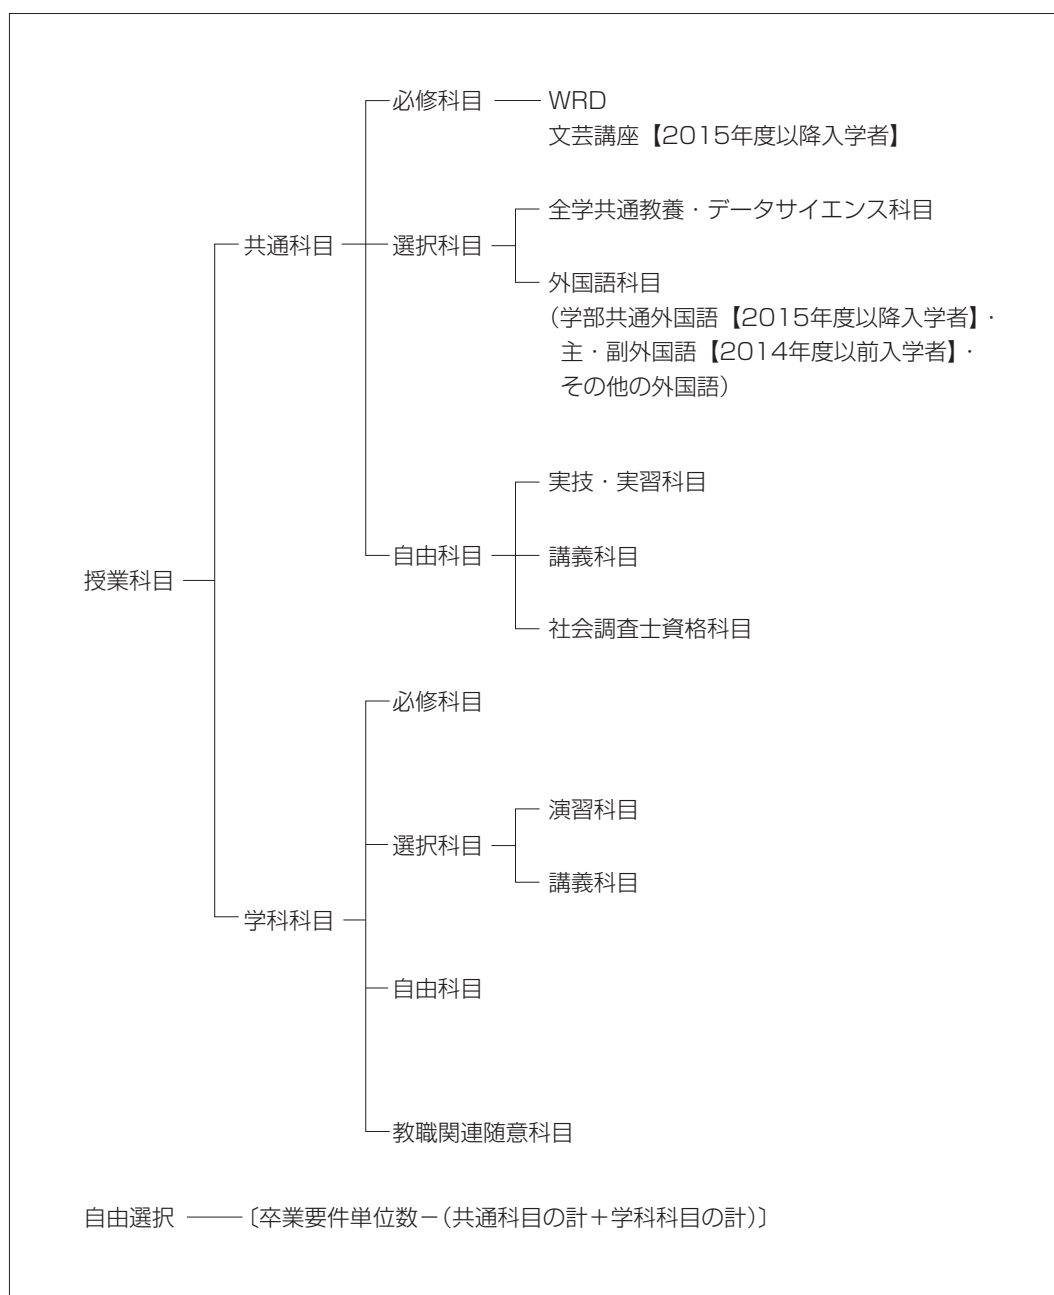 必修科目
WRD
文芸講座【2015年度以降入学者】
全学共通教養・データサイエンス科目
共通科目
選択科目
外国語科目
（学部共通外国語【2015年度以降入学者】・
主・副外国語【2014年度以前入学者】・
その他の外国語）
実技・実習科目
自由科目
講義科目
授業科目
社会調査士資格科目
必修科目
演習科目
選択科目
講義科目
学科科目
自由科目
教職関連随意科目
自由選択 〔卒業要件単位数－（共通科目の計＋学科科目の計）〕